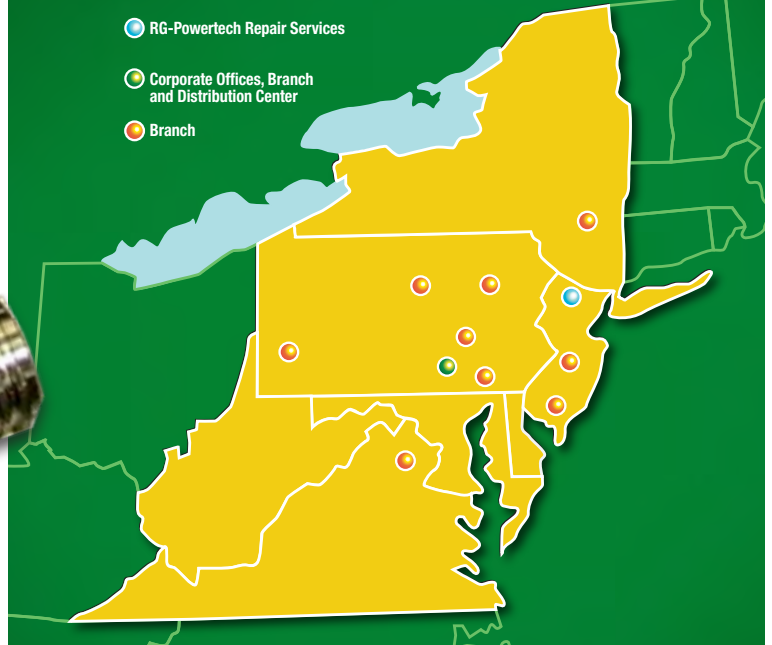 RG-Powertech Repair Services
Corporate Offices, Branch
and Distribution Center
Branch